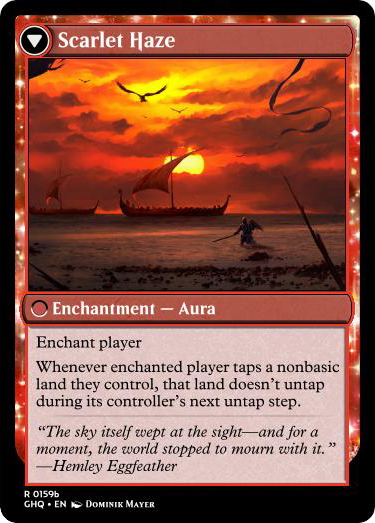 Scarlet Haze
Enchantment — Aura
Enchant player
Whenever enchanted player taps a nonbasic
land they control, that land doesn't untap
during its controller's next untap step.
"The sky itself wept at the sight—and for a
moment, the world stopped to mourn with it."
—Hemley Eggfeather
R 0159b
GHQ • EN Dominik Mayer